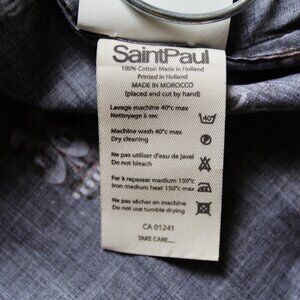 SaintPaul
100% Cotton Made in Holland
Printed in Holland
MADE IN MOROCCO
(placed and cut by hand)
Lavage machine 40°c max
Nettoyage à sec
40°
Machine wash 40°c max
Dry cleaning
Ne pas utiliser d'eau de Javel
Do not bleach
Fer à repasser medium 150°c
Iron medium heat 150°c max
Ne pas sécher en machine
Do not use tumble drying
CA 01241
TAKE CARE....